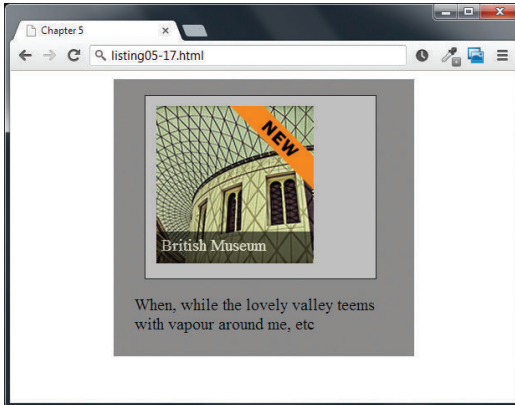 Chapter 5
listing05-17.html
NEW
British Museum
When, while the lovely valley teems
with vapour around me, etc